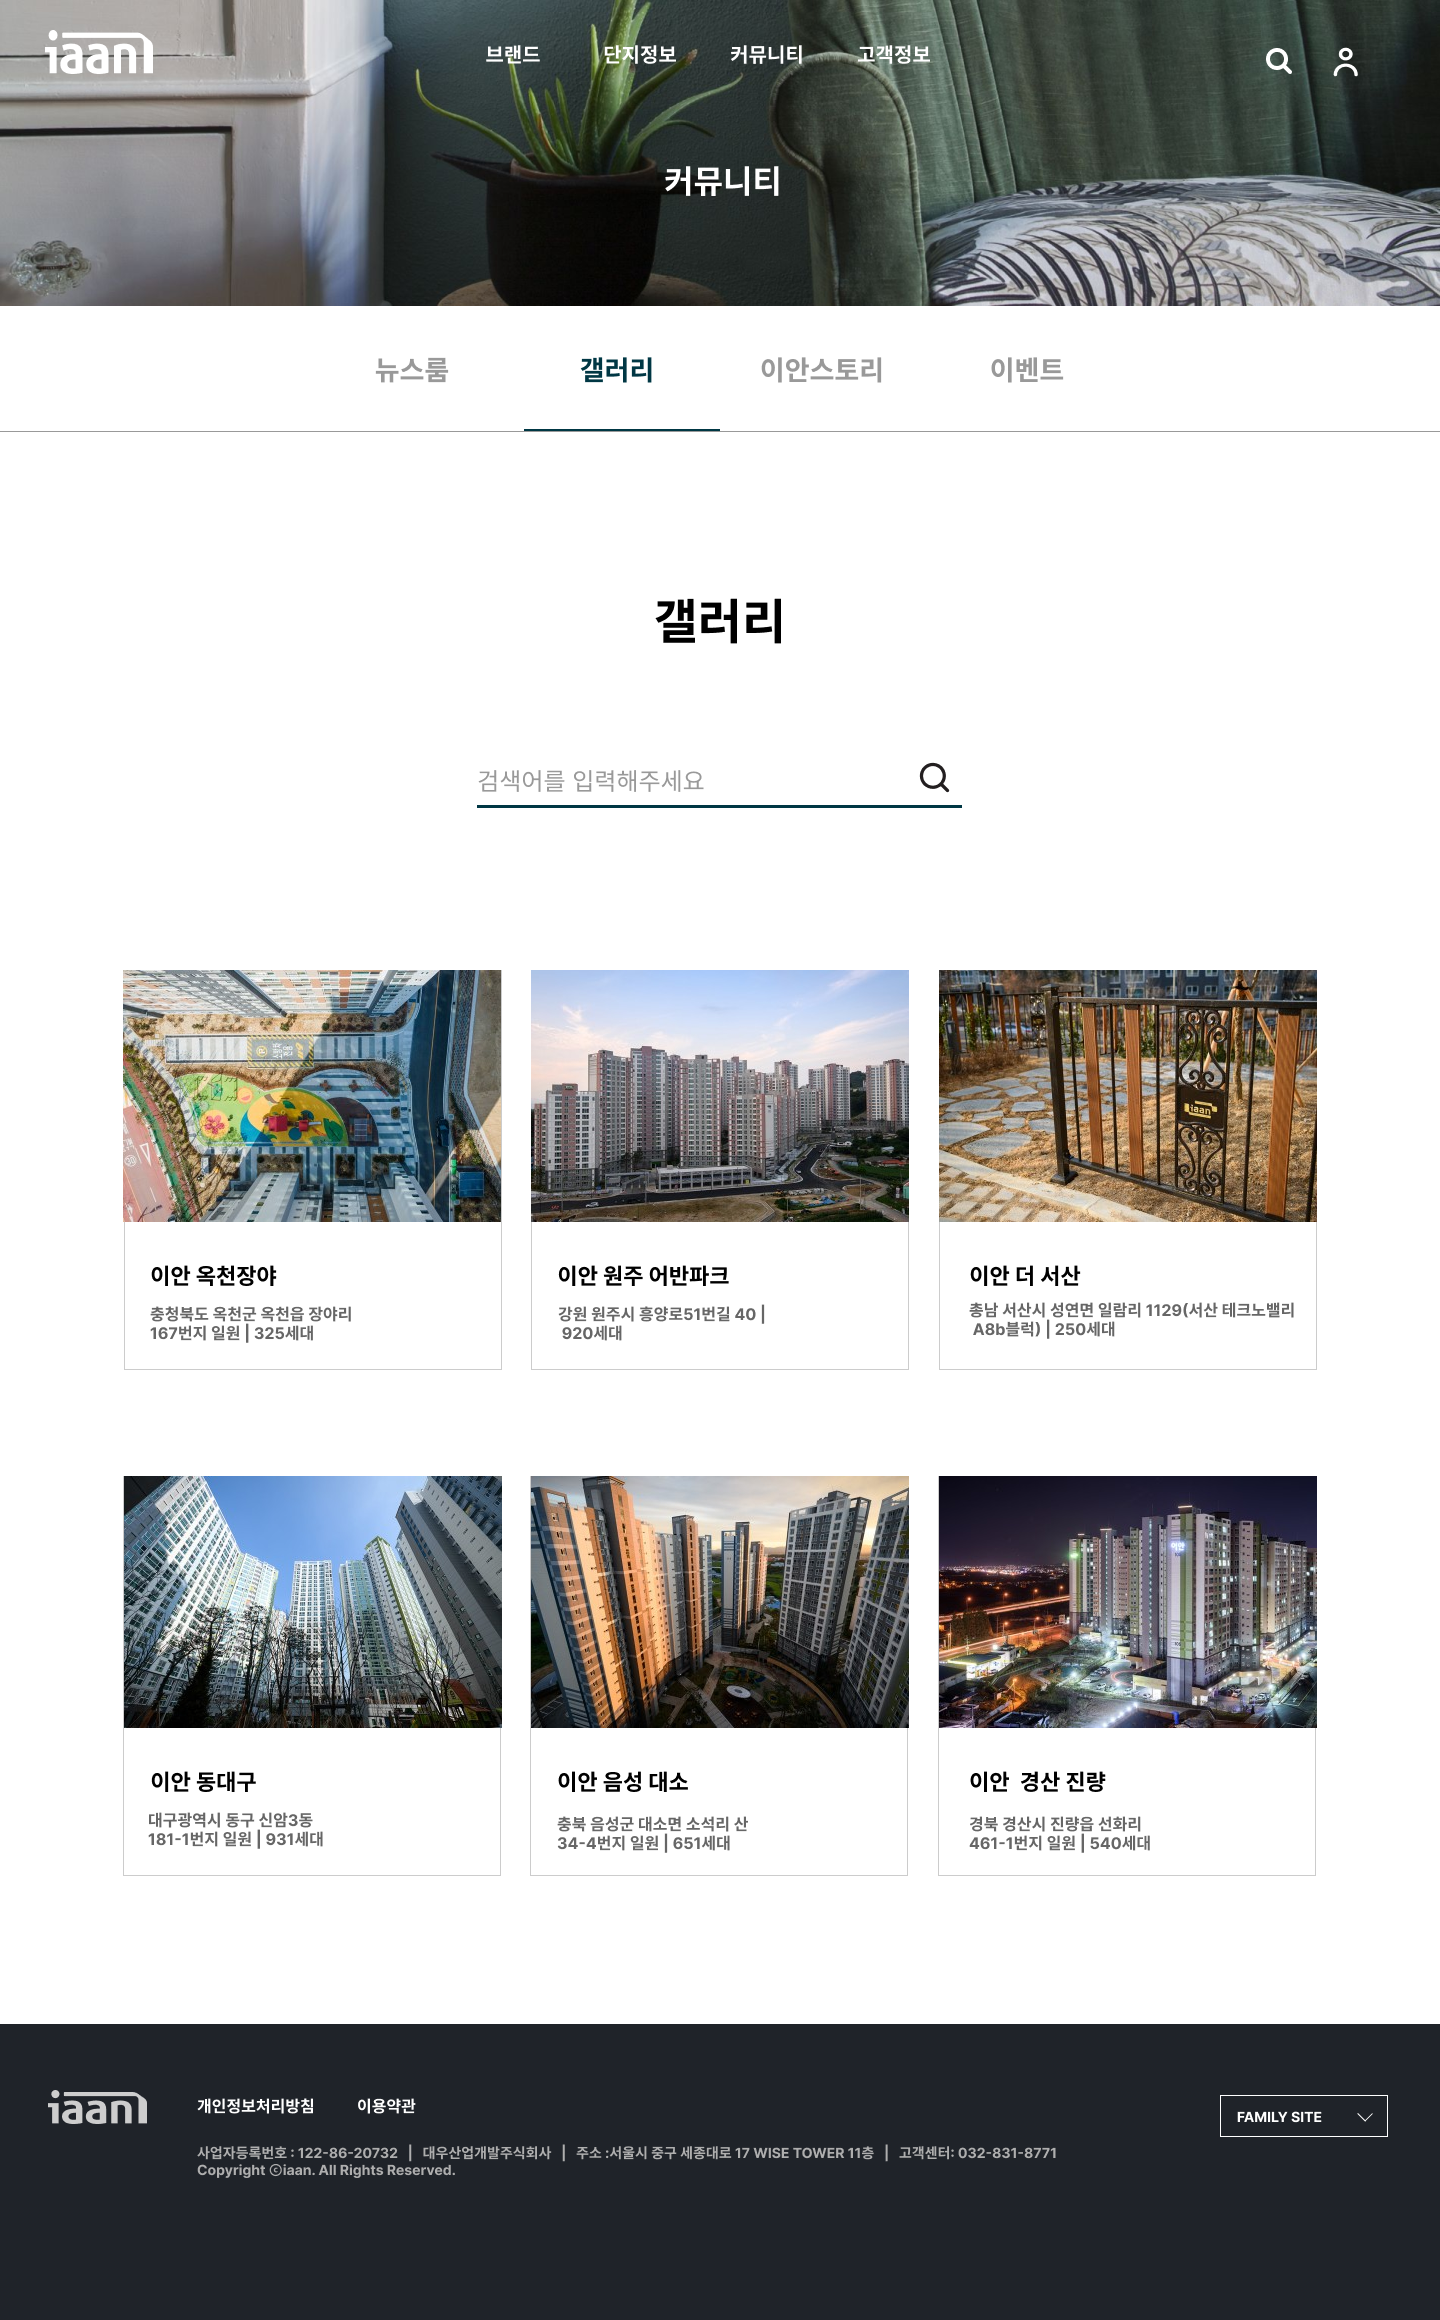 iaan
브랜드 단지정보 커뮤니티 고객정보
커뮤니티
뉴스룸 갤러리 이안스토리 이벤트
갤러리
검색어를 입력해주세요
iaan
이안 옥천장야
충청북도 옥천군 옥천읍 장야리
167번지 일원 | 325세대
이안 원주 어반파크
강원 원주시 흥양로51번길 40 |
920세대
이안 더 서산
총남 서산시 성연면 일람리 1129(서산 테크노밸리
A8b블럭) | 250세대
이안
이안 동대구
대구광역시 동구 신암3동
181-1번지 일원 | 931세대
이안 음성 대소
충북 음성군 대소면 소석리 산
34-4번지 일원 | 651세대
이안 경산 진량
경북 경산시 진량읍 선화리
461-1번지 일원 | 540세대
iaan
개인정보처리방침 이용약관
FAMILY SITE
사업자등록번호 : 122-86-20732 | 대우산업개발주식회사 | 주소 :서울시 중구 세종대로 17 WISE TOWER 11층 | 고객센터: 032-831-8771
Copyright ⓒiaan. All Rights Reserved.